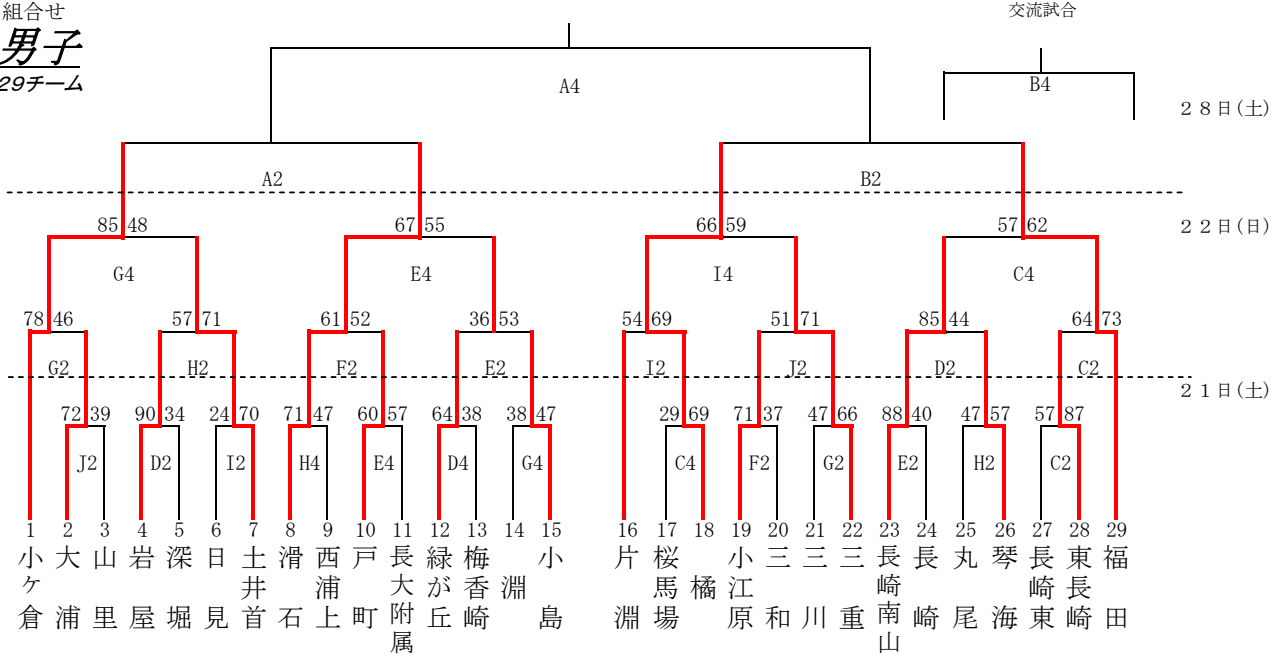 組合せ
男子
29チーム
交流試合
A4
B4
２８日(土)
A2
B2
85 48
67 55
66 59
57 62
２２日(日)
G4
E4
I4
C4
78 46
57 71
61 52
36 53
54 69
51 71
85 44
64 73
G2
H2
F2
E2
I2
J2
D2
C2
２１日(土)
72 39
90 34
24 70
71 47
60 57
64 38
38 47
29 69
71 37
47 66
88 40
47 57
57 87
J2
D2
I2
H4
E4
D4
G4
C4
F2
G2
E2
H2
C2
1 小ケ倉
2 大浦
3 山里
4 岩屋
5 深堀
6 日見
7 土井首
8 滑石
9 西浦上
10 戸町
11 長大附属
12 緑が丘
13 梅香崎
14 淵
15 小島
16 片淵
17 桜馬場
18 橘
19 小江原
20 三和
21 三川
22 三重
23 長崎南山
24 長崎
25 丸尾
26 琴海
27 長崎東
28 東長崎
29 福田